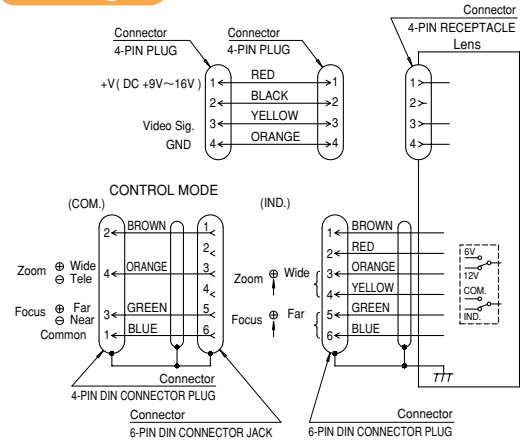 Connector
4-PIN RECEPTACLE
Lens
Connector
4-PIN PLUG
Connector
4-PIN PLUG
+V ( DC +9V～16V ) 1 RED 1
2 BLACK 2
Video Sig. 3 YELLOW 3
GND 4 ORANGE 4
1
2
3
4
CONTROL MODE
(COM.)
2 BROWN 1
2
Zoom ⊕ Wide
⊖ Tele
4 ORANGE 3
4
Focus ⊕ Far
⊖ Near
3 GREEN 5
Common 1 BLUE 6
Connector
4-PIN DIN CONNECTOR PLUG
Connector
6-PIN DIN CONNECTOR JACK
(IND.)
1 BROWN
2 RED
Zoom ⊕ Wide
3 ORANGE
4 YELLOW
Focus ⊕ Far
5 GREEN
6 BLUE
6V
12V
COM.
IND.
Connector
6-PIN DIN CONNECTOR PLUG